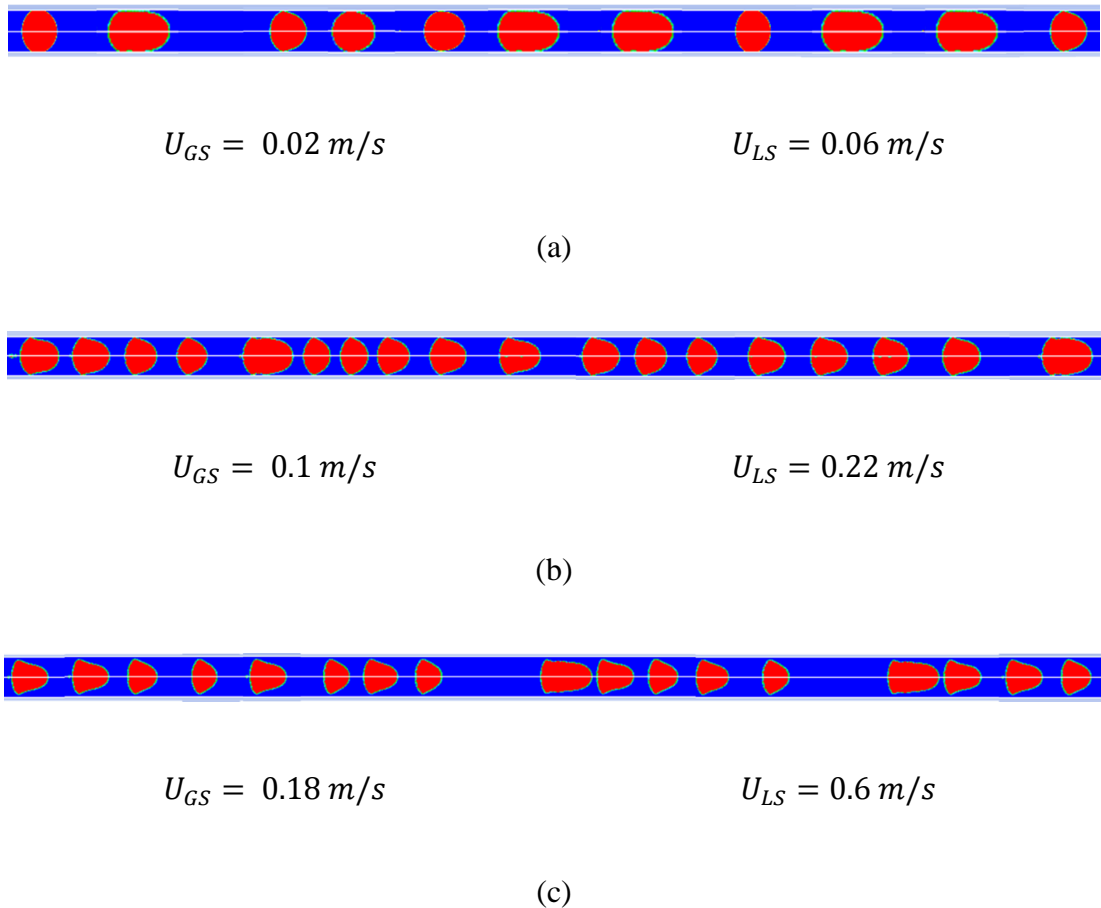 U_GS = 0.02 m/s U_LS = 0.06 m/s
(a)
U_GS = 0.1 m/s U_LS = 0.22 m/s
(b)
U_GS = 0.18 m/s U_LS = 0.6 m/s
(c)